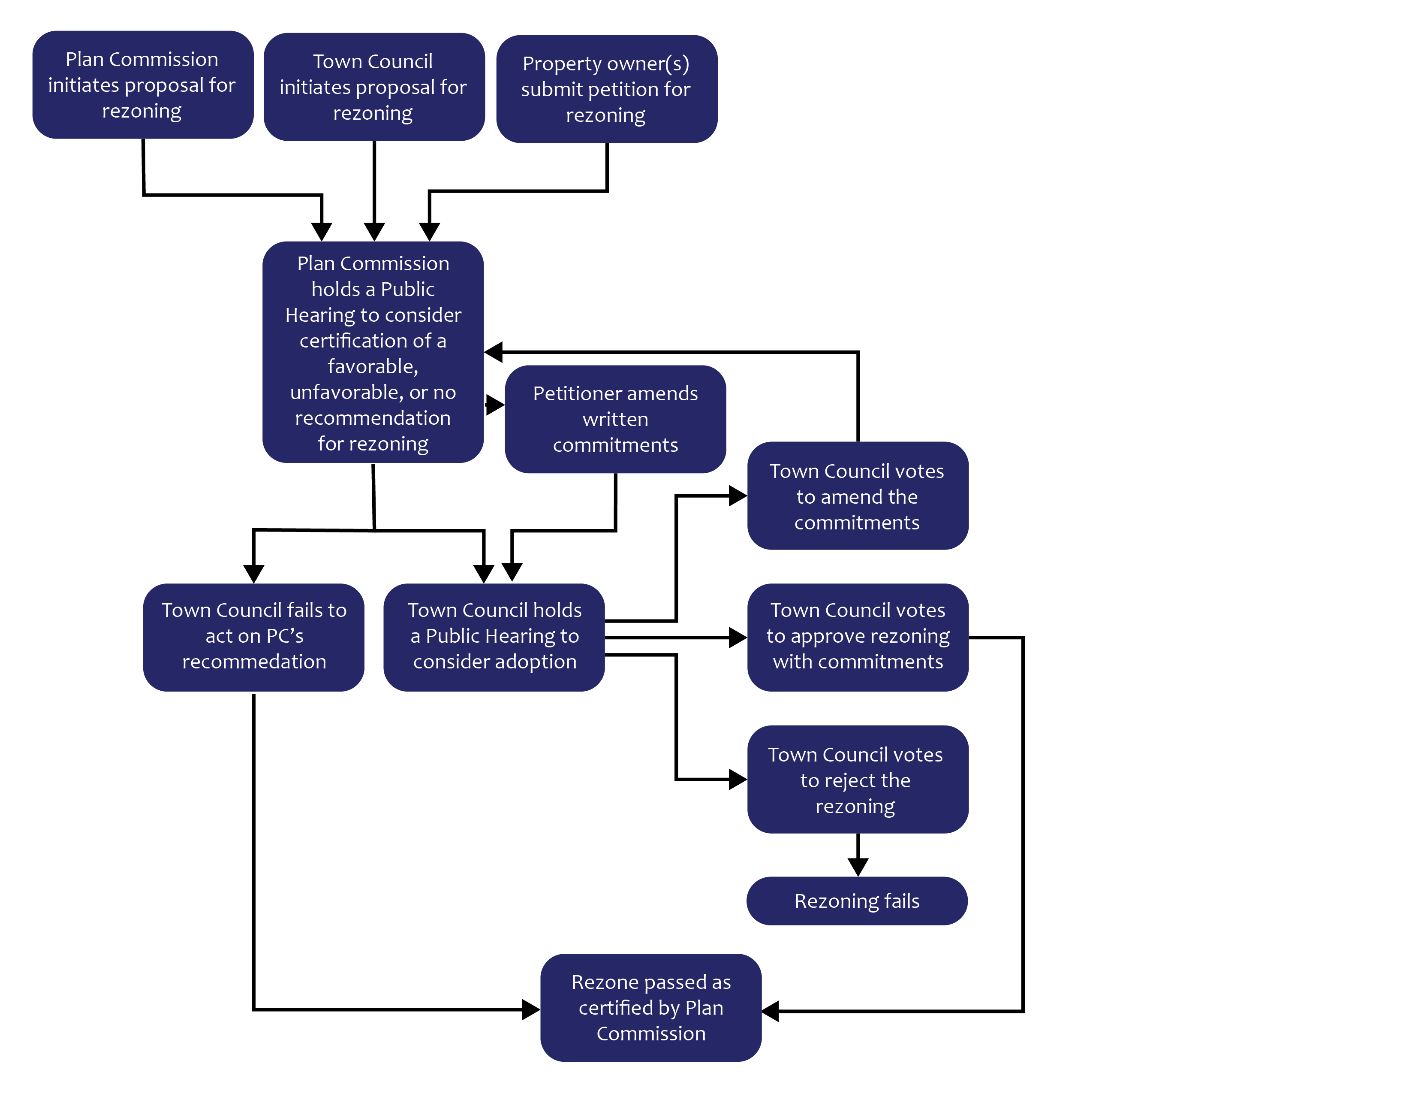 Plan Commission
initiates proposal for
rezoning
Town Council
initiates proposal for
rezoning
Property owner(s)
submit petition for
rezoning
Plan Commission
holds a Public
Hearing to consider
certification of a
favorable,
unfavorable, or no
recommendation
for rezoning
Petitioner amends
written
commitments
Town Council votes
to amend the
commitments
Town Council fails to
act on PC's
recommedation
Town Council holds
a Public Hearing to
consider adoption
Town Council votes
to approve rezoning
with commitments
Town Council votes
to reject the
rezoning
Rezoning fails
Rezone passed as
certified by Plan
Commission